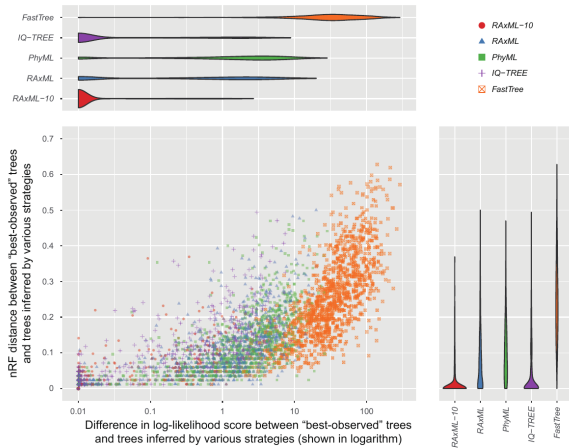 FastTree
IQ−TREE
PhyML
RAxML
RAxML−10
RAxML−10
RAxML
PhyML
IQ−TREE
FastTree
nRF distance between “best-observed” trees
and trees inferred by various strategies
0.7
0.6
0.5
0.4
0.3
0.2
0.1
0
0.01
0.1
1
10
100
Difference in log-likelihood score between “best-observed” trees
and trees inferred by various strategies (shown in logarithm)
RAxML−10
RAxML
PhyML
IQ−TREE
FastTree